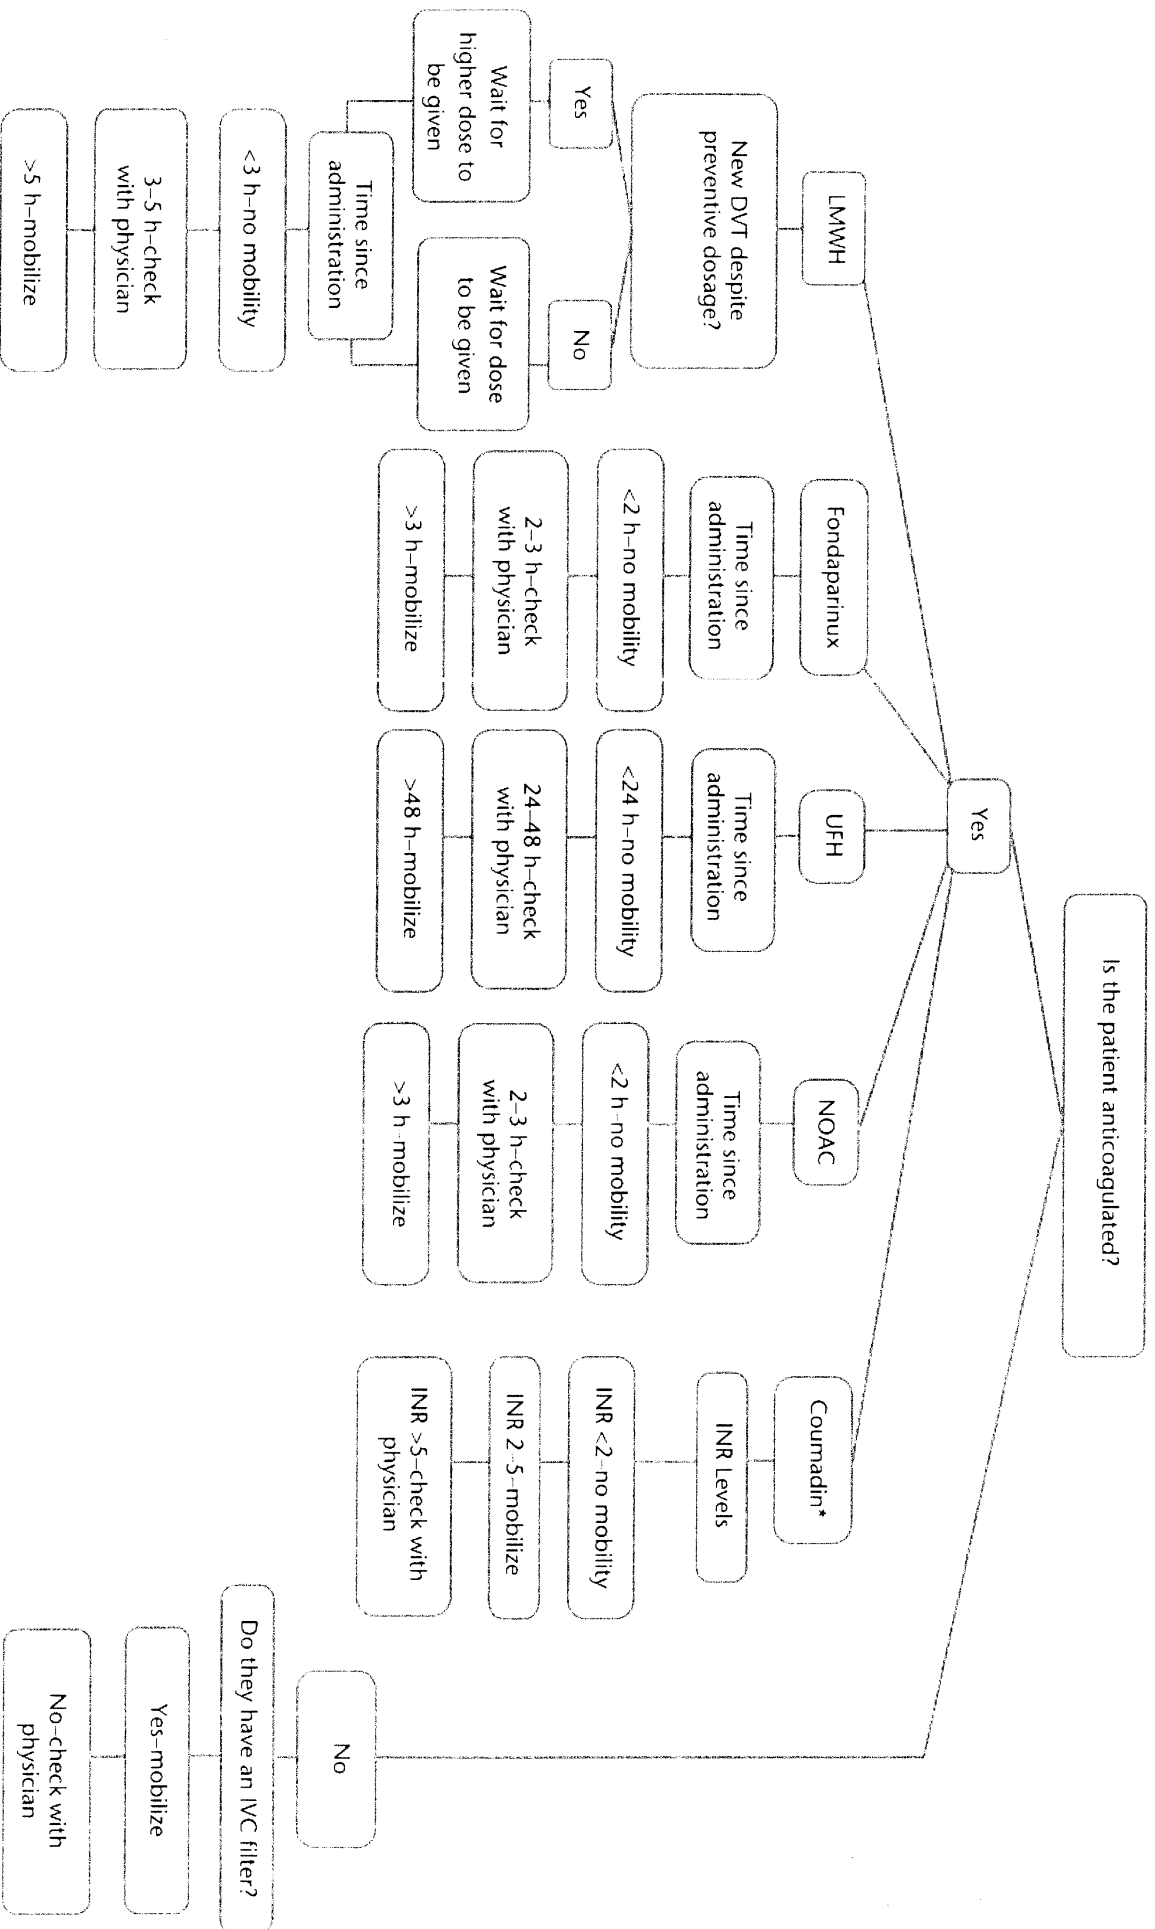 Is the patient anticoagulated?
Yes
LMWH
New DVT despite
preventive dosage?
Yes
Wait for
higher dose to
be given
No
Wait for dose
to be given
Time since
administration
<3 h–no mobility
3–5 h–check
with physician
>5 h–mobilize
Fondaparinux
Time since
administration
<2 h–no mobility
2–3 h–check
with physician
>3 h–mobilize
UFH
Time since
administration
<24 h–no mobility
24–48 h–check
with physician
>48 h–mobilize
NOAC
Time since
administration
<2 h–no mobility
2–3 h–check
with physician
>3 h–mobilize
Coumadin*
INR Levels
INR <2–no mobility
INR 2–5–mobilize
INR >5–check with
physician
No
Do they have an IVC filter?
Yes–mobilize
No–check with
physician